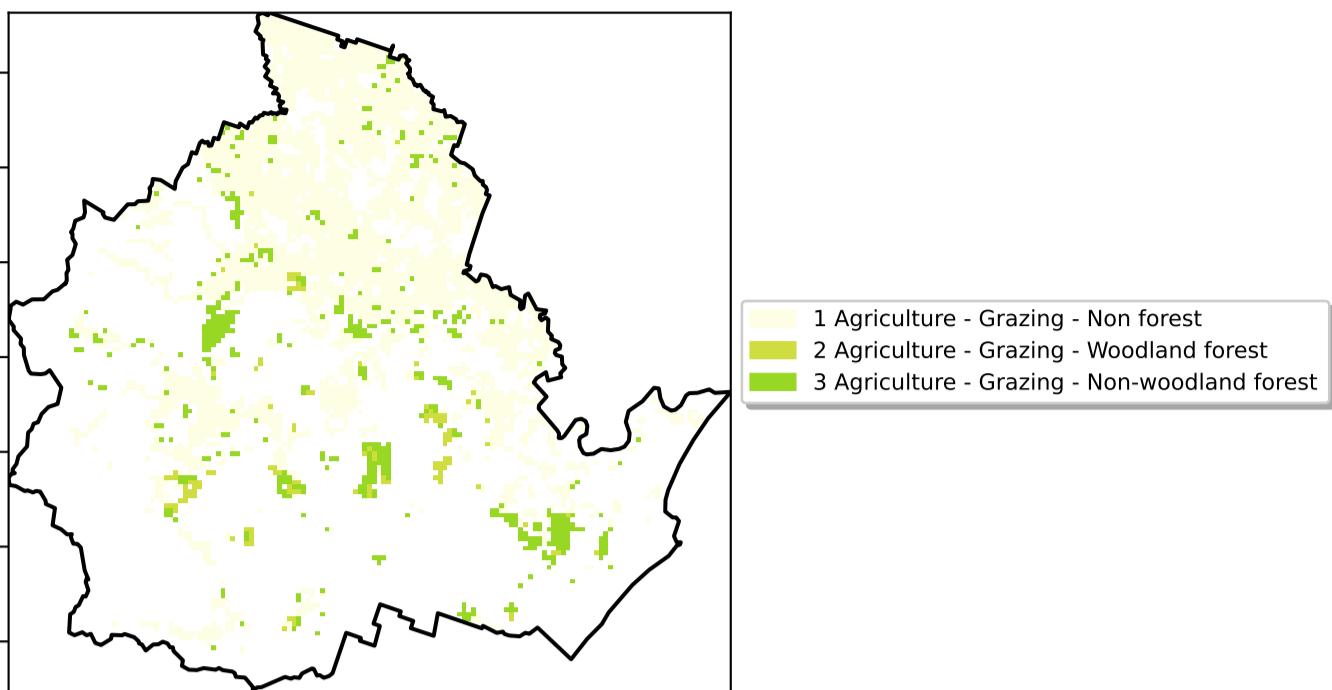 1 Agriculture - Grazing - Non forest
2 Agriculture - Grazing - Woodland forest
3 Agriculture - Grazing - Non-woodland forest